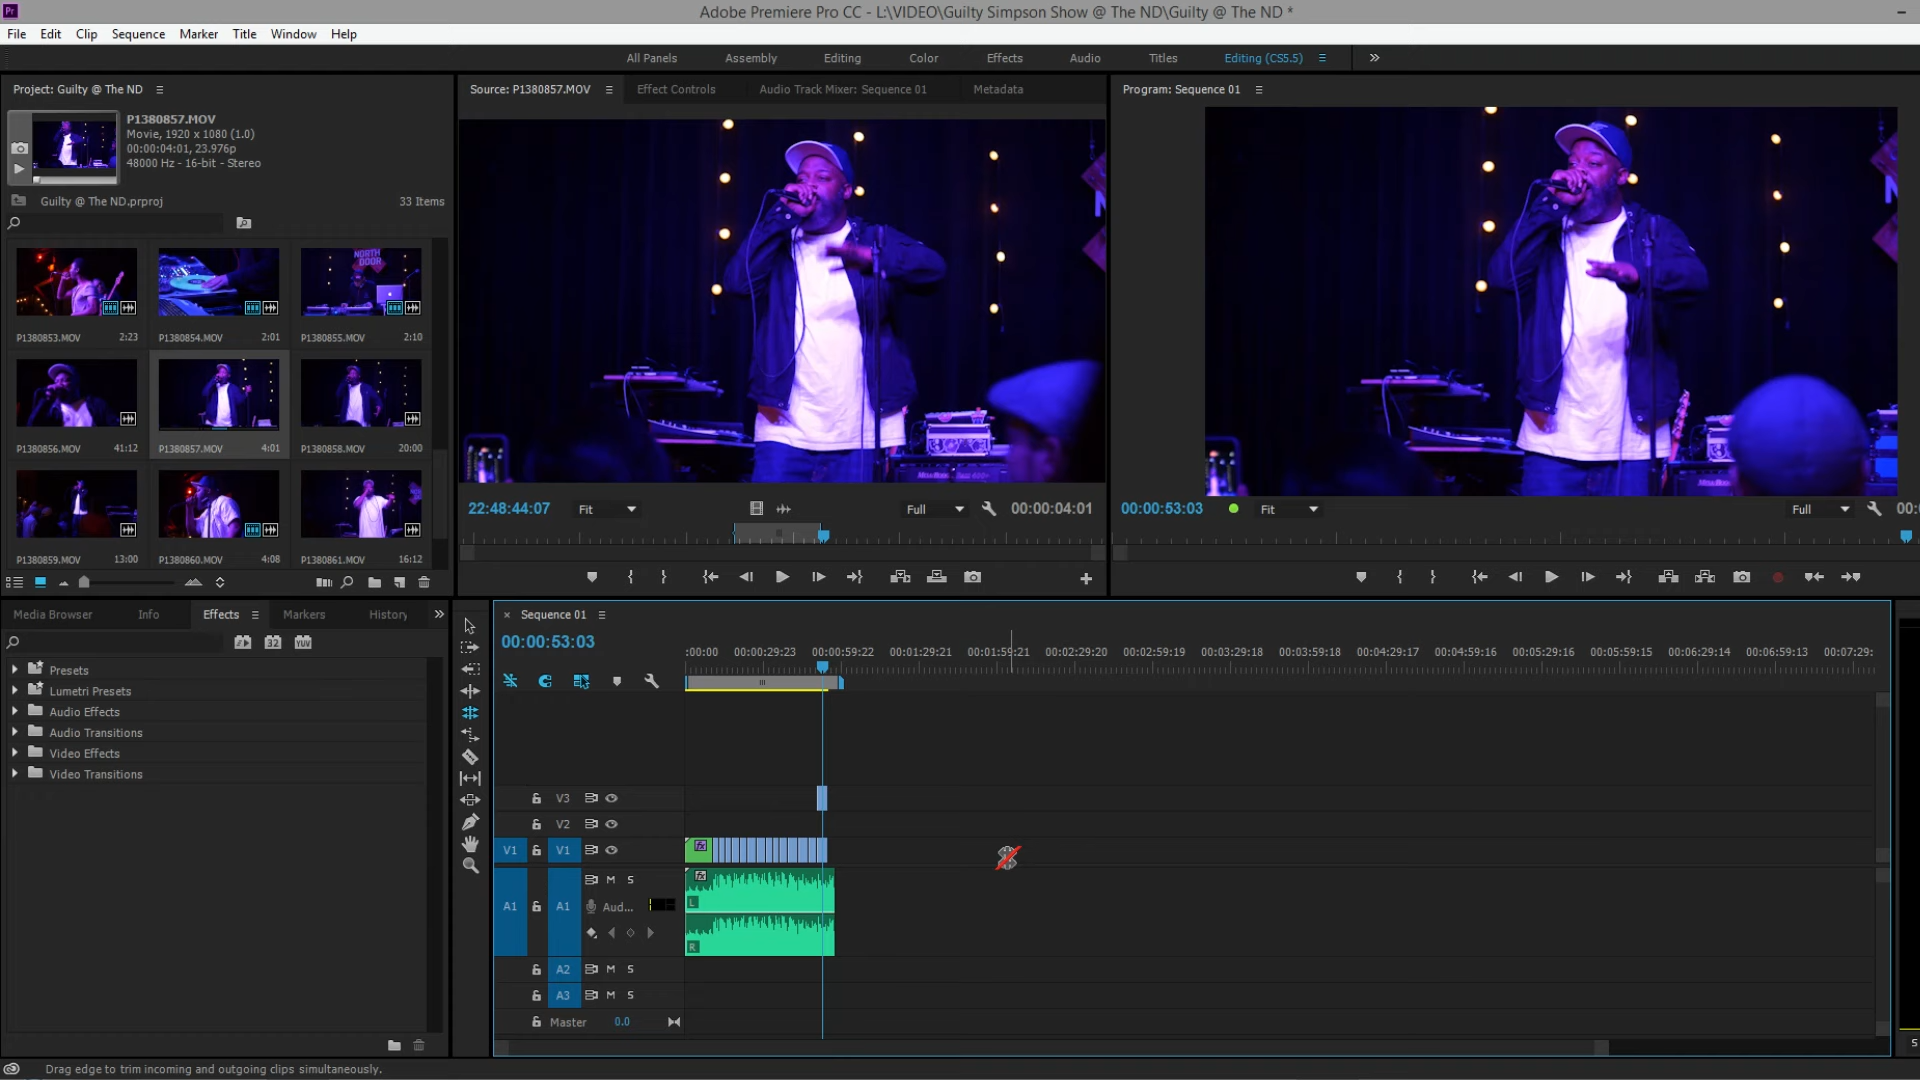 Pr
Adobe Premiere Pro CC - L:\VIDEO\Guilty Simpson Show @ The ND\Guilty @ The ND *
File Edit Clip Sequence Marker Title Window Help
All Panels Assembly Editing Color Effects Audio Titles Editing (CS5.5) »
Project: Guilty @ The ND
Source: P1380857.MOV Effect Controls Audio Track Mixer: Sequence 01 Metadata
Program: Sequence 01
P1380857.MOV
Movie, 1920 x 1080 (1.0)
00:00:04:01, 23.976p
48000 Hz - 16-bit - Stereo
Guilty @ The ND.prproj 33 Items
NORTH DOOR
P1380853.MOV 2:23 P1380854.MOV 2:01 P1380855.MOV 2:10
P1380856.MOV 41:12 P1380857.MOV 4:01 P1380858.MOV 20:00
P1380859.MOV 13:00 P1380860.MOV 4:08 P1380861.MOV 16:12
22:48:44:07 Fit Full 00:00:04:01
00:00:53:03 Fit Full 00:00
Media Browser Info Effects Markers History »
32 YUV
Presets
Lumetri Presets
Audio Effects
Audio Transitions
Video Effects
Video Transitions
× Sequence 01
00:00:53:03
:00:00 00:00:29:23 00:00:59:22 00:01:29:21 00:01:59:21 00:02:29:20 00:02:59:19 00:03:29:18 00:03:59:18 00:04:29:17 00:04:59:16 00:05:29:16 00:05:59:15 00:06:29:14 00:06:59:13 00:07:29:
V3
V2
V1 V1 fx
M S fx
A1 A1 Aud... L
R
A2 M S
A3 M S
Master 0.0
S
Drag edge to trim incoming and outgoing clips simultaneously.